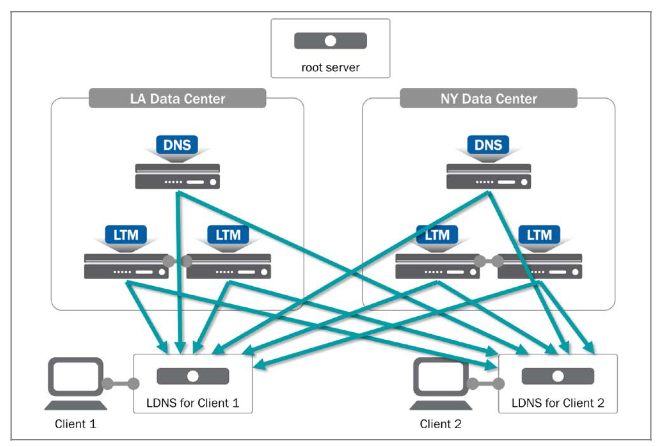 root server
LA Data Center
NY Data Center
DNS
DNS
LTM
LTM
LTM
LTM
LDNS for Client 1
LDNS for Client 2
Client 1
Client 2